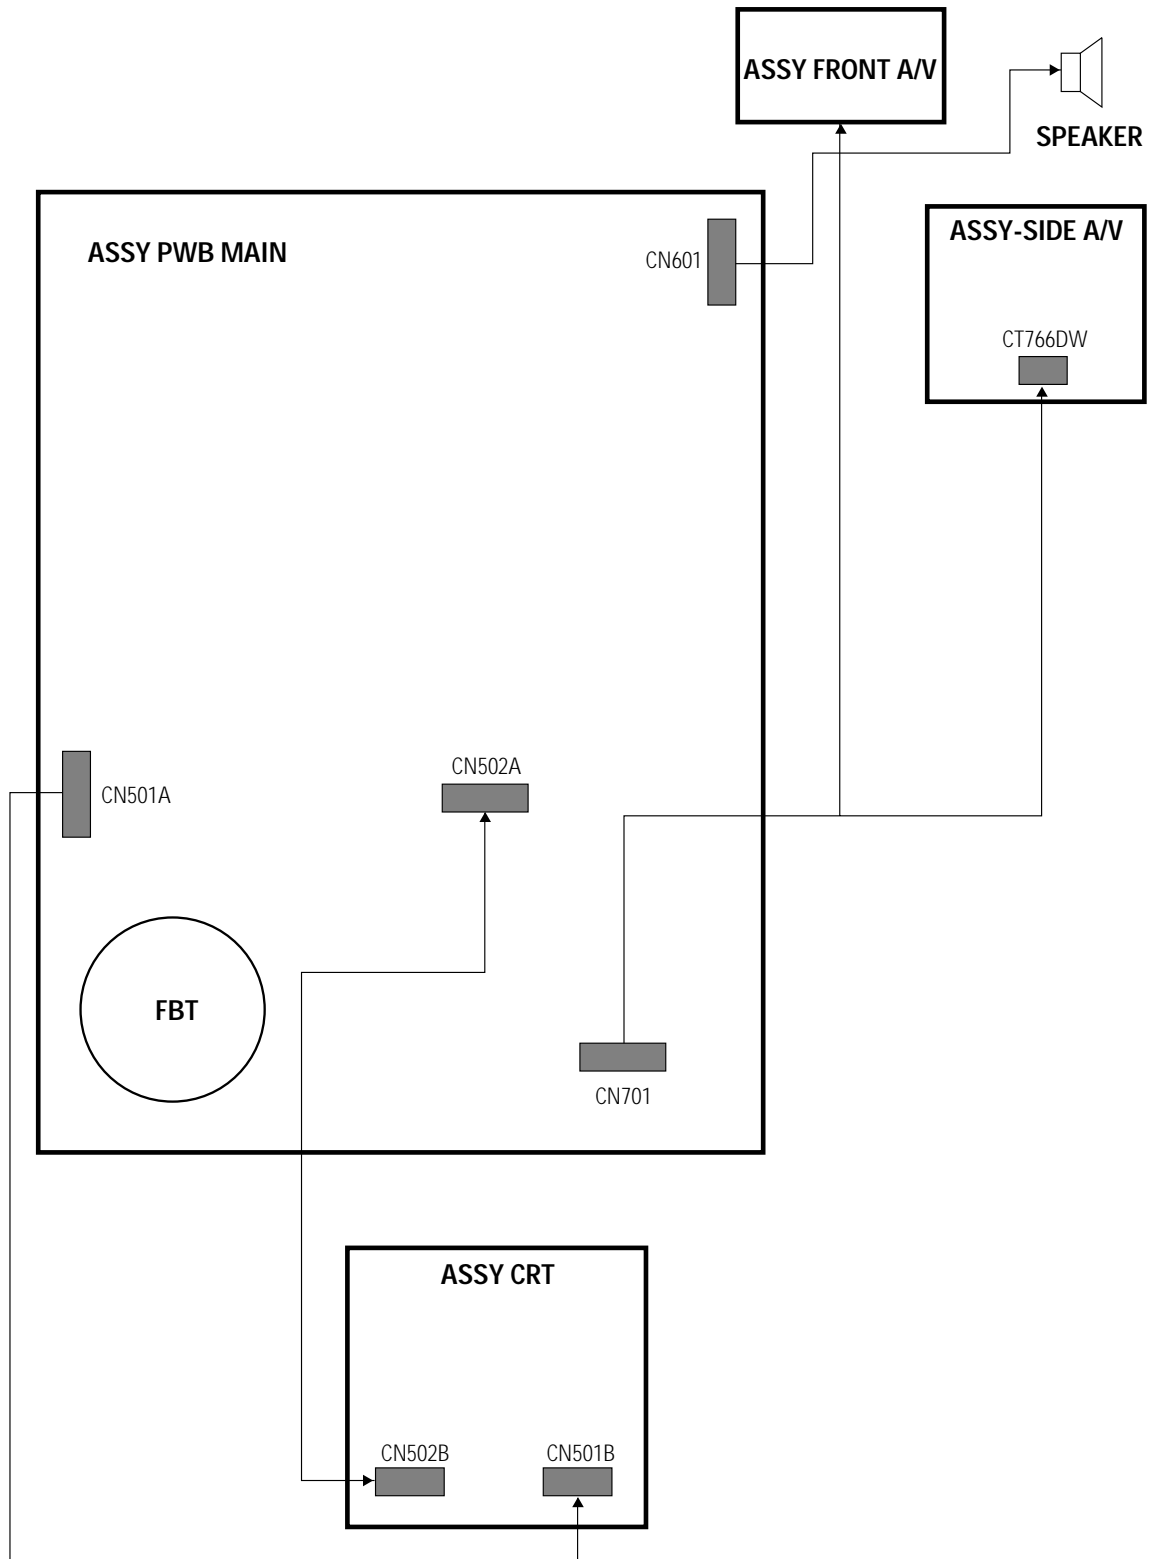 ASSY FRONT A/V
SPEAKER
ASSY PWB MAIN
CN601
ASSY-SIDE A/V
CT766DW
CN501A
CN502A
FBT
CN701
ASSY CRT
CN502B
CN501B